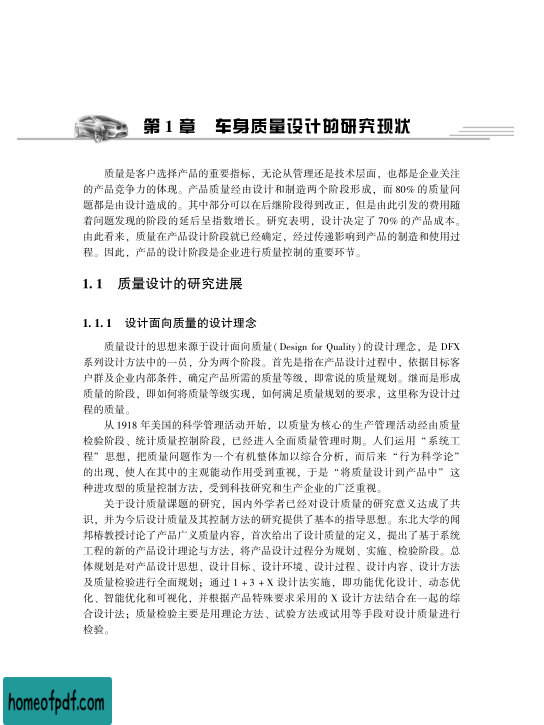 第 1 章 车身质量设计的研究现状
质量是客户选择产品的重要指标，无论从管理还是技术层面，也都是企业关注
的产品竞争力的体现。产品质量经由设计和制造两个阶段形成，而 80% 的质量问
题都是由设计造成的。其中部分可以在后继阶段得到改正，但是由此引发的费用随
着问题发现的阶段的延后呈指数增长。研究表明，设计决定了 70% 的产品成本。
由此看来，质量在产品设计阶段就已经确定，经过传递影响到产品的制造和使用过
程。因此，产品的设计阶段是企业进行质量控制的重要环节。
1. 1 质量设计的研究进展
1. 1. 1 设计面向质量的设计理念
质量设计的思想来源于设计面向质量（Design for Quality）的设计理念，是 DFX
系列设计方法中的一员，分为两个阶段。首先是指在产品设计过程中，依据目标客
户群及企业内部条件，确定产品所需的质量等级，即常说的质量规划。继而是形成
质量的阶段，即如何将质量等级实现，如何满足质量规划的要求，这里称为设计过
程的质量。
从 1918 年美国的科学管理活动开始，以质量为核心的生产管理活动经由质量
检验阶段、统计质量控制阶段，已经进入全面质量管理时期。人们运用“系统工
程”思想，把质量问题作为一个有机整体加以综合分析，而后来“行为科学论”
的出现，使人在其中的主观能动作用受到重视，于是“将质量设计到产品中”这
种进攻型的质量控制方法，受到科技研究和生产企业的广泛重视。
关于设计质量课题的研究，国内外学者已经对设计质量的研究意义达成了共
识，并为今后设计质量及其控制方法的研究提供了基本的指导思想。东北大学的闻
邦椿教授讨论了产品广义质量内容，首次给出了设计质量的定义，提出了基于系统
工程的新的产品设计理论与方法，将产品设计过程分为规划、实施、检验阶段。总
体规划是对产品设计思想、设计目标、设计环境、设计过程、设计内容、设计方法
及质量检验进行全面规划；通过 1 + 3 + X 设计法实施，即功能优化设计、动态优
化、智能优化和可视化，并根据产品特殊要求采用的 X 设计方法结合在一起的综
合设计法；质量检验主要是用理论方法、试验方法或试用等手段对设计质量进行
检验。
homeofpdf.com